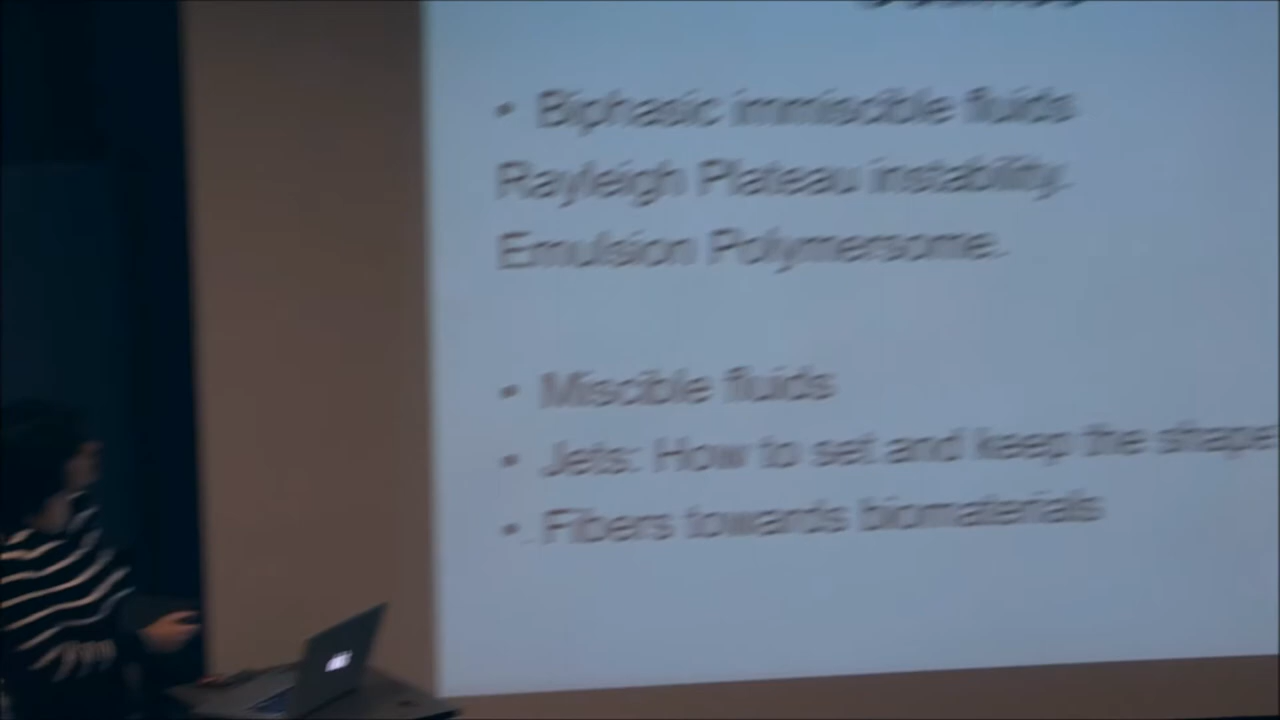 • Biphasic immiscible fluids
Rayleigh Plateau instability.
Emulsion Polymersome.
• Miscible fluids
• Jets: How to set and keep the shape
• Fibers towards biomaterials